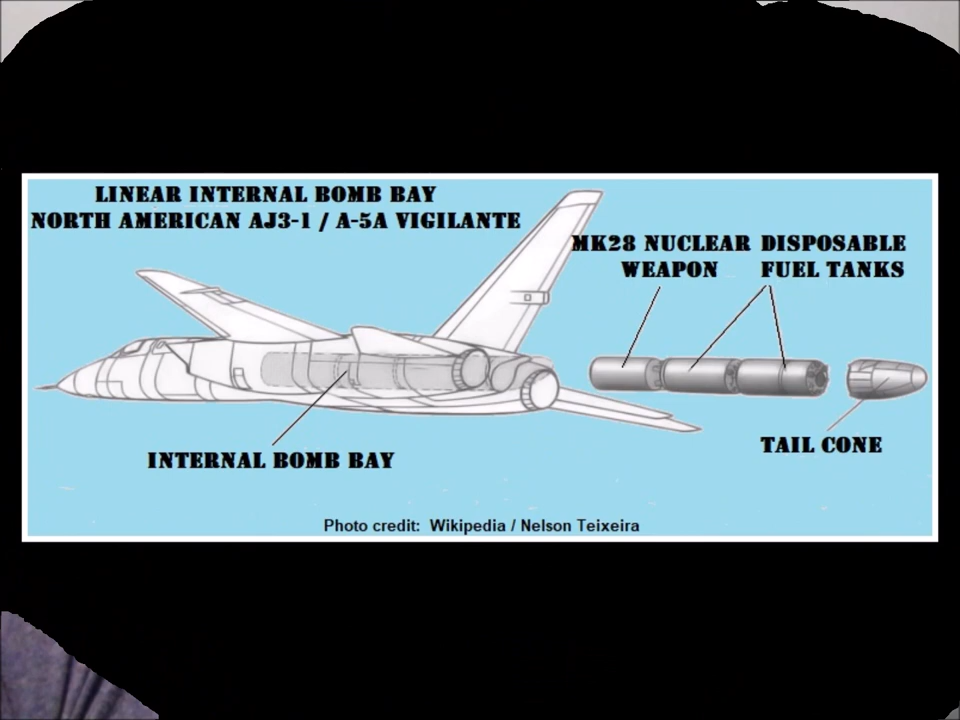 LINEAR INTERNAL BOMB BAY
NORTH AMERICAN AJ3-1 / A-5A VIGILANTE
MK28 NUCLEAR WEAPON
DISPOSABLE FUEL TANKS
INTERNAL BOMB BAY
TAIL CONE
Photo credit: Wikipedia / Nelson Teixeira